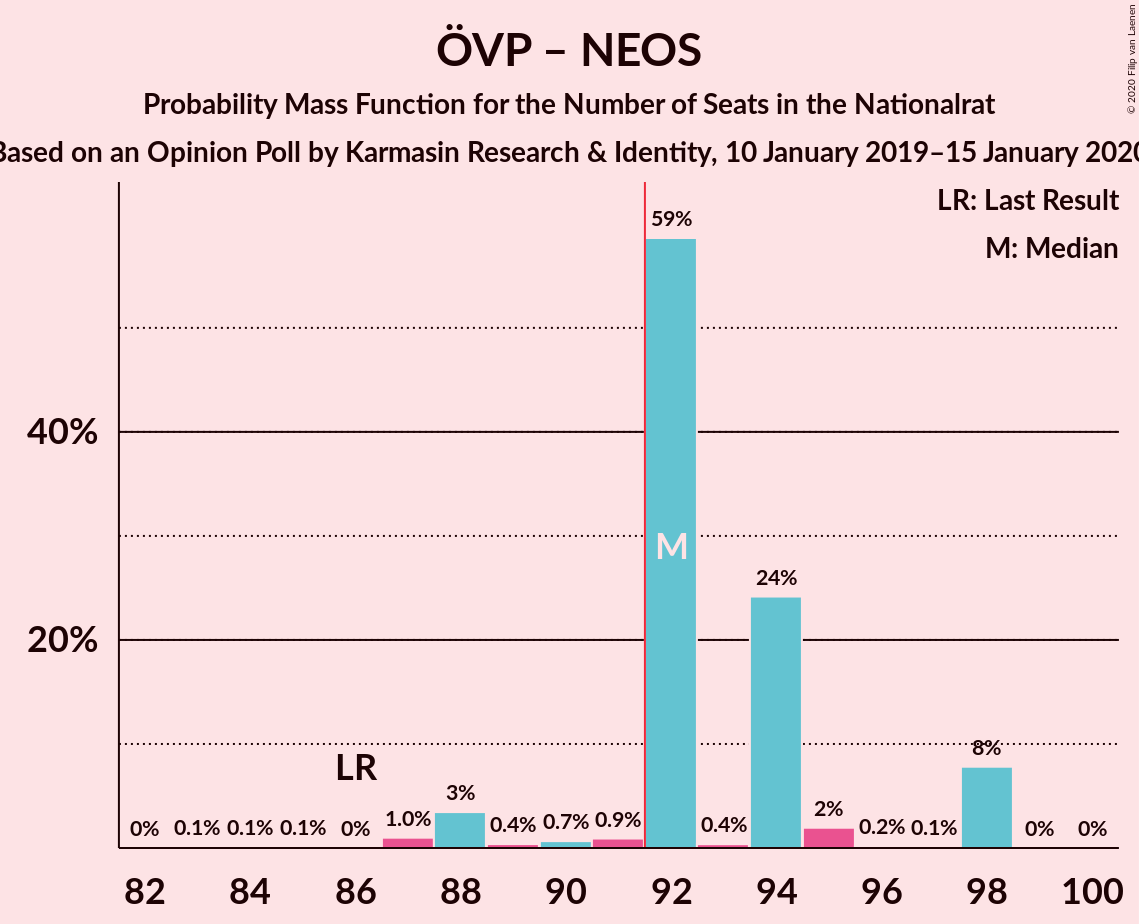 ÖVP – NEOS
Probability Mass Function for the Number of Seats in the Nationalrat
Based on an Opinion Poll by Karmasin Research & Identity, 10 January 2019–15 January 2020
© 2020 Filip van Laenen
LR: Last Result
M: Median
59%
40%
M
24%
20%
LR
8%
3%
2%
0% 0.1% 0.1% 0.1% 0% 1.0% 0.4% 0.7% 0.9% 0.4% 0.2% 0.1% 0% 0%
82 84 86 88 90 92 94 96 98 100